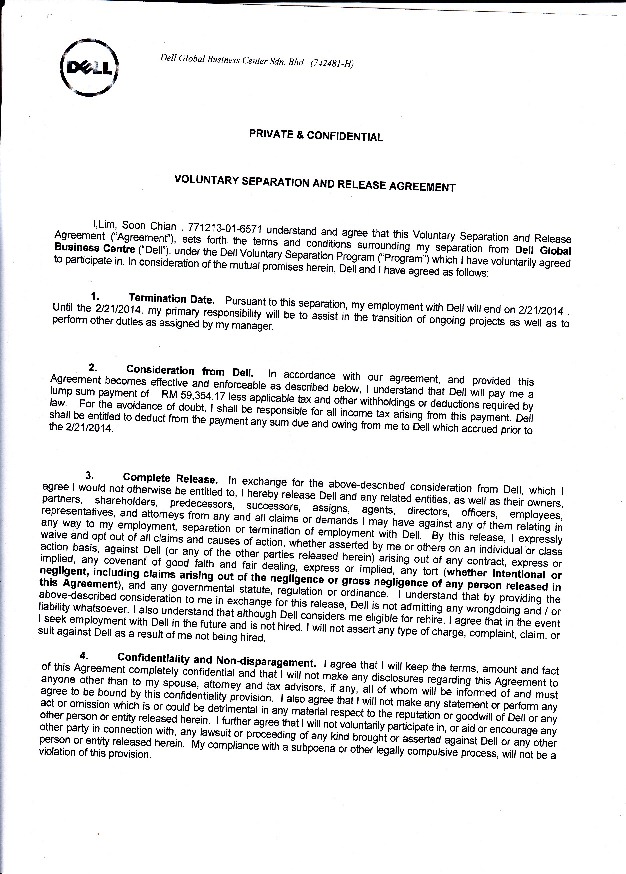 DELL
Dell Global Business Center Sdn. Bhd (742481-H)
PRIVATE & CONFIDENTIAL
VOLUNTARY SEPARATION AND RELEASE AGREEMENT
I,Lim, Soon Chian , 771213-01-6571 understand and agree that this Voluntary Separation and Release
Agreement ("Agreement"), sets forth the terms and conditions surrounding my separation from Dell Global
Business Centre ("Dell"), under the Dell Voluntary Separation Program ("Program") which I have voluntarily agreed
to participate in. In consideration of the mutual promises herein, Dell and I have agreed as follows:
1. Termination Date. Pursuant to this separation, my employment with Dell will end on 2/21/2014 .
Until the 2/21/2014, my primary responsibility will be to assist in the transition of ongoing projects as well as to
perform other duties as assigned by my manager.
2. Consideration from Dell. In accordance with our agreement, and provided this
Agreement becomes effective and enforceable as described below, I understand that Dell will pay me a
lump sum payment of RM 59,354.17 less applicable tax and other withholdings or deductions required by
law. For the avoidance of doubt, I shall be responsible for all income tax arising from this payment. Dell
shall be entitled to deduct from the payment any sum due and owing from me to Dell which accrued prior to
the 2/21/2014.
3. Complete Release. In exchange for the above-described consideration from Dell, which I
agree I would not otherwise be entitled to, I hereby release Dell and any related entities, as well as their owners,
partners, shareholders, predecessors, successors, assigns, agents, directors, officers, employees,
representatives, and attorneys from any and all claims or demands I may have against any of them relating in
any way to my employment, separation or termination of employment with Dell. By this release, I expressly
waive and opt out of all claims and causes of action, whether asserted by me or others on an individual or class
action basis, against Dell (or any of the other parties released herein) arising out of any contract, express or
implied, any covenant of good faith and fair dealing, express or implied, any tort (whether Intentional or
negligent, including claims arising out of the negligence or gross negligence of any person released in
this Agreement), and any governmental statute, regulation or ordinance. I understand that by providing the
above-described consideration to me in exchange for this release, Dell is not admitting any wrongdoing and / or
liability whatsoever. I also understand that although Dell considers me eligible for rehire, I agree that in the event
I seek employment with Dell in the future and is not hired, I will not assert any type of charge, complaint, claim, or
suit against Dell as a result of me not being hired.
4. Confidentiality and Non-disparagement. I agree that I will keep the terms, amount and fact
of this Agreement completely confidential and that I will not make any disclosures regarding this Agreement to
anyone other than to my spouse, attorney and tax advisors, if any, all of whom will be informed of and must
agree to be bound by this confidentiality provision. I also agree that I will not make any statement or perform any
act or omission which is or could be detrimental in any material respect to the reputation or goodwill of Dell or any
other person or entity released herein. I further agree that I will not voluntarily participate in, or aid or encourage any
other party in connection with, any lawsuit or proceeding of any kind brought or asserted against Dell or any other
person or entity released herein. My compliance with a subpoena or other legally compulsive process, will not be a
violation of this provision.